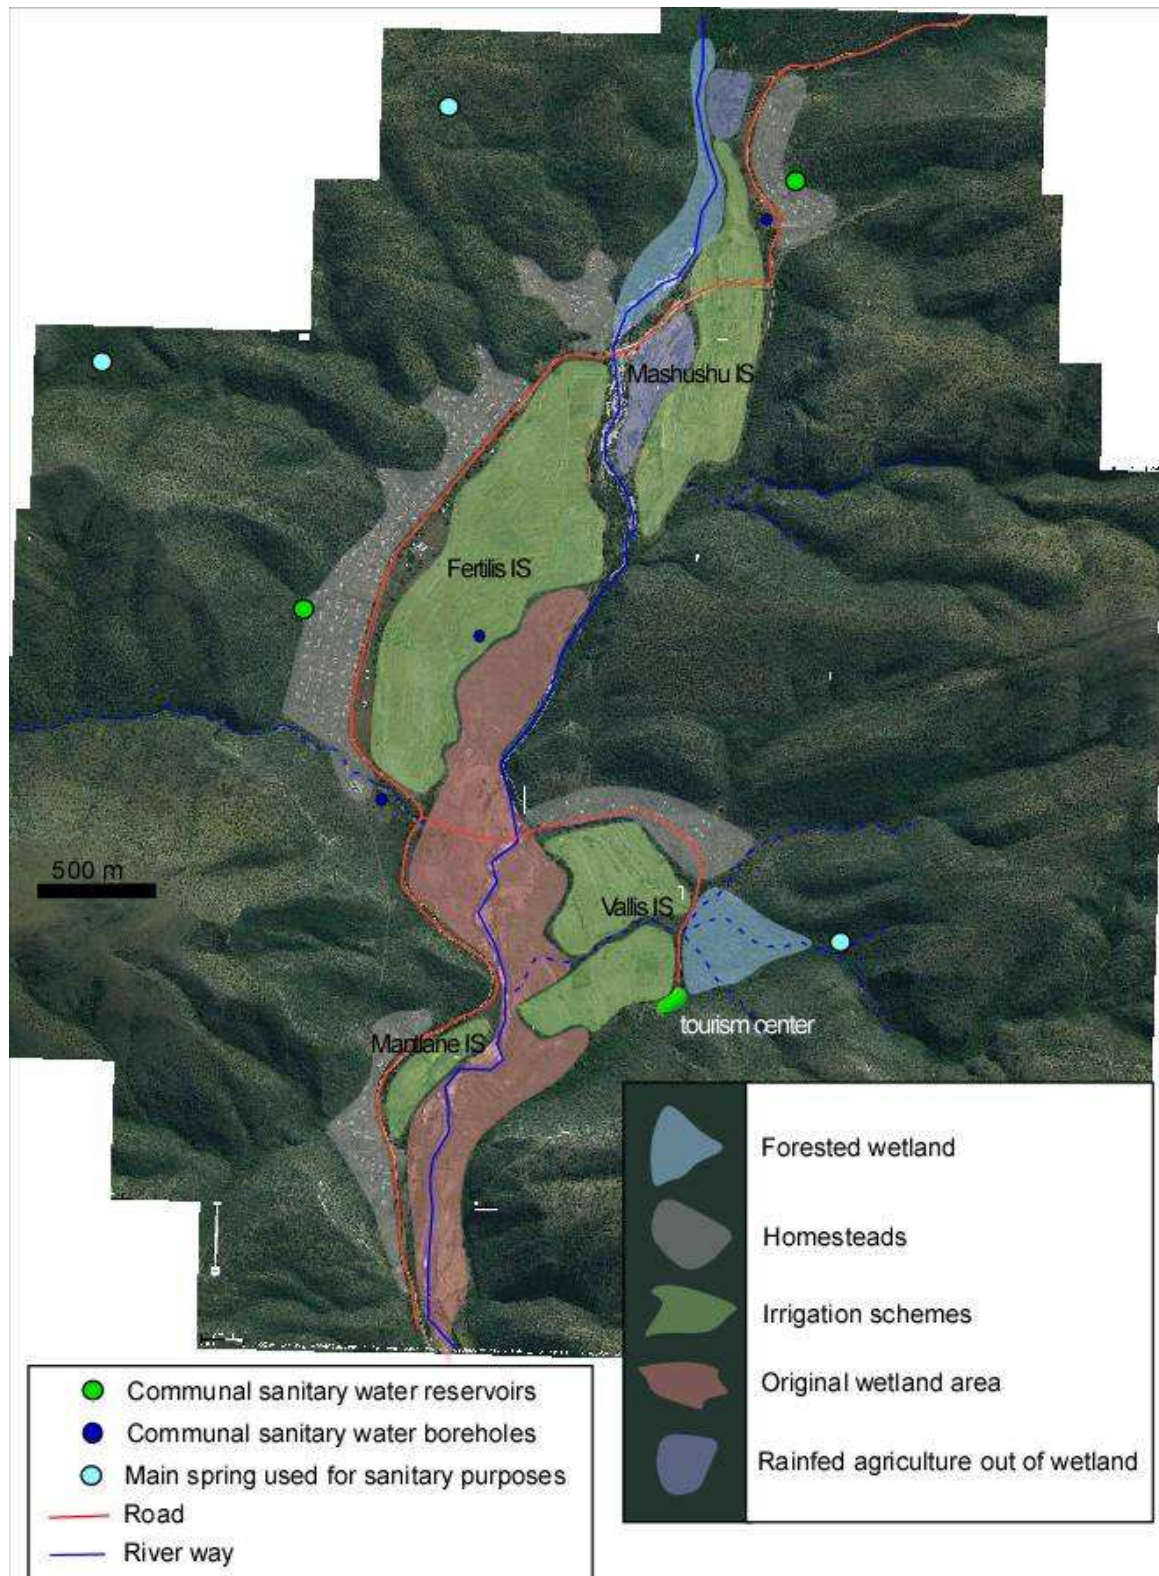 Mashushu IS
Fertilis IS
500 m
Vallis IS
tourism center
Mantlane IS
Forested wetland
Homesteads
Irrigation schemes
Original wetland area
Rainfed agriculture out of wetland
Communal sanitary water reservoirs
Communal sanitary water boreholes
Main spring used for sanitary purposes
Road
River way